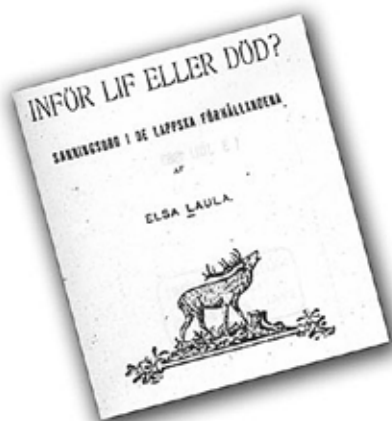 INFÖR LIF ELLER DÖD?
SANNINGSORD I DE LAPPSKA FÖRHÅLLANDENA
AF
ELSA LAULA.